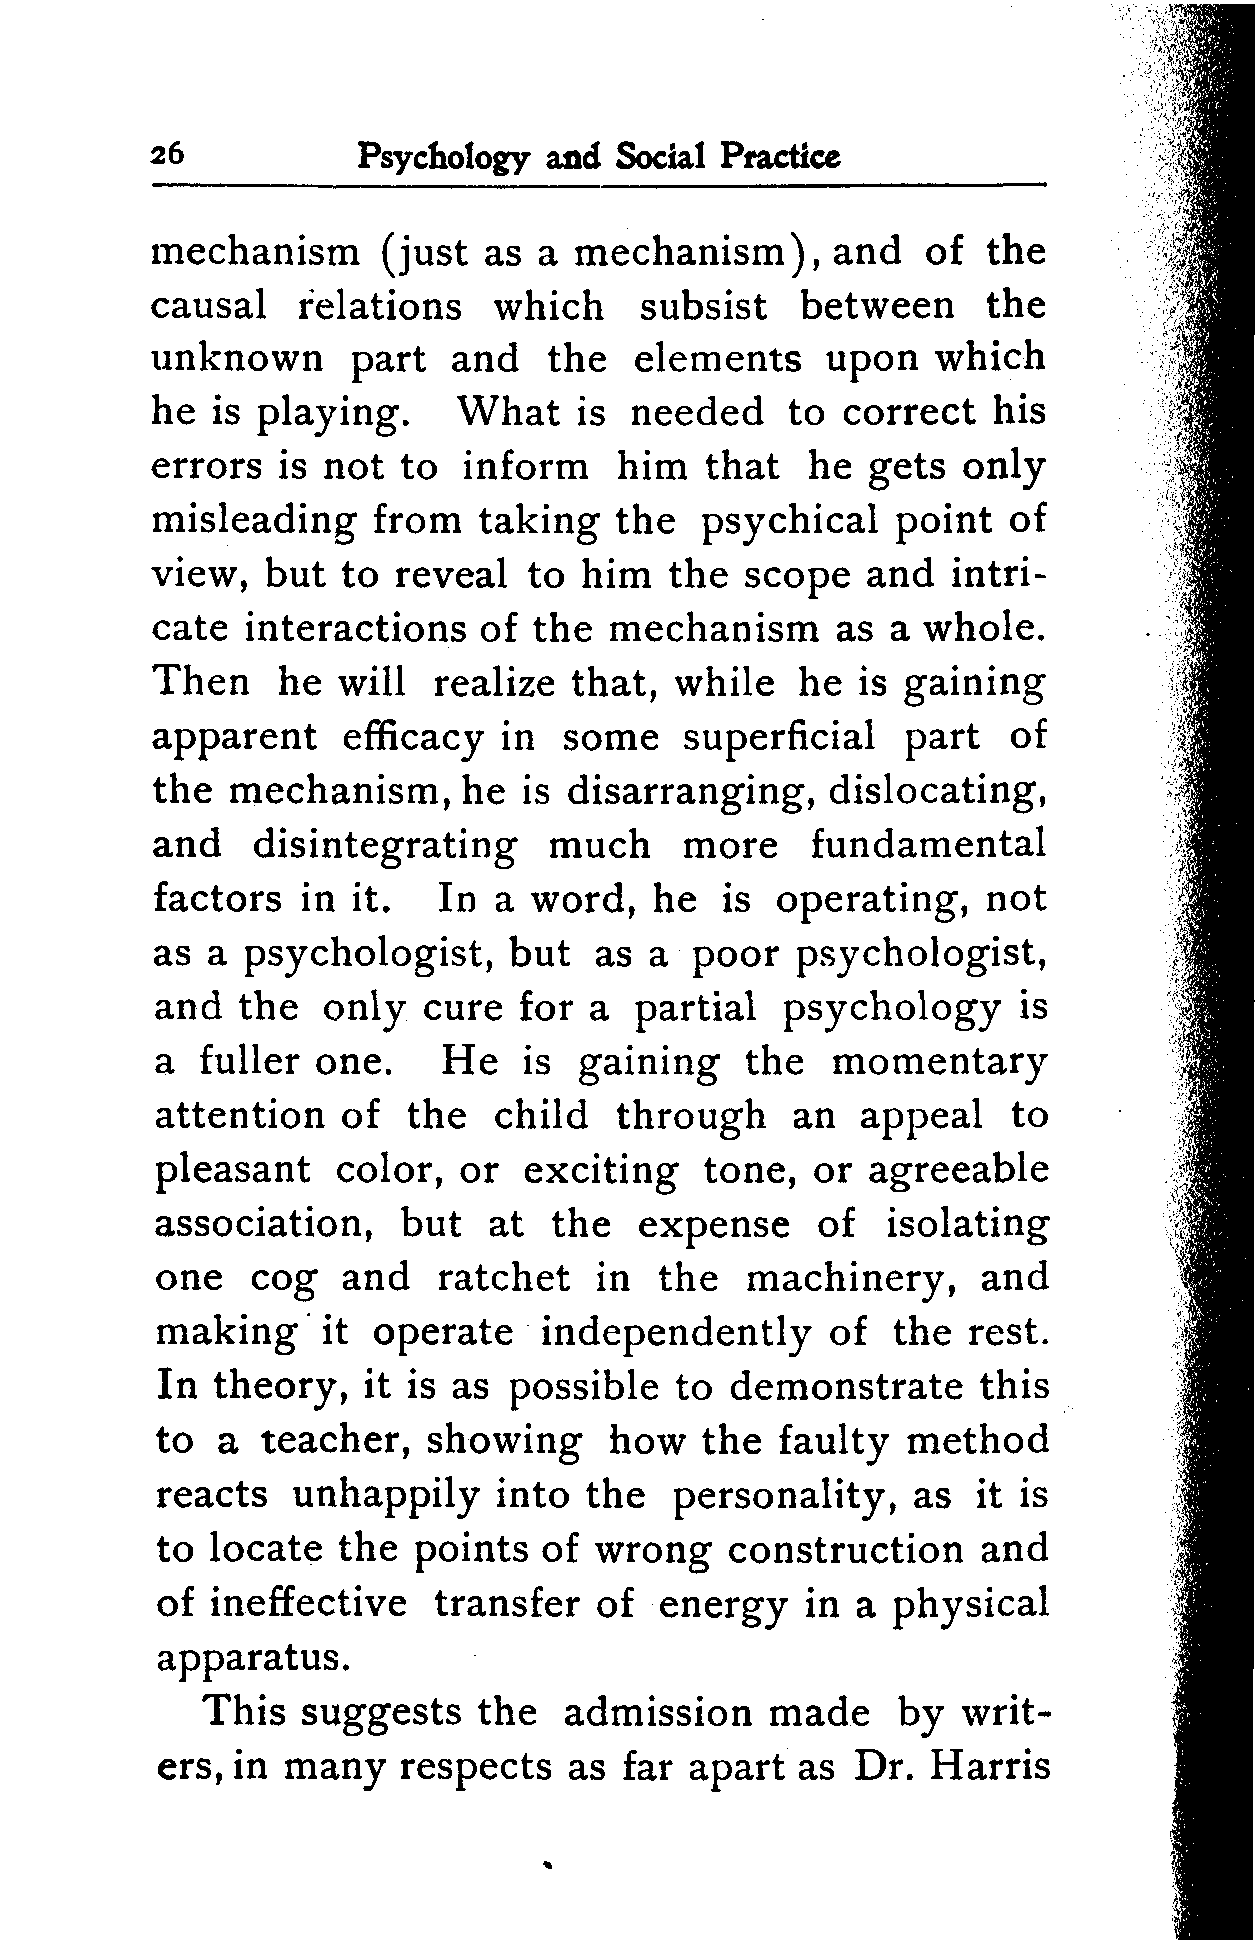 26 Psychology and Social Practice
mechanism (just as a mechanism), and of the
causal relations which subsist between the
unknown part and the elements upon which
he is playing. What is needed to correct his
errors is not to inform him that he gets only
misleading from taking the psychical point of
view, but to reveal to him the scope and intri-
cate interactions of the mechanism as a whole.
Then he will realize that, while he is gaining
apparent efficacy in some superficial part of
the mechanism, he is disarranging, dislocating,
and disintegrating much more fundamental
factors in it. In a word, he is operating, not
as a psychologist, but as a poor psychologist,
and the only cure for a partial psychology is
a fuller one. He is gaining the momentary
attention of the child through an appeal to
pleasant color, or exciting tone, or agreeable
association, but at the expense of isolating
one cog and ratchet in the machinery, and
making it operate independently of the rest.
In theory, it is as possible to demonstrate this
to a teacher, showing how the faulty method
reacts unhappily into the personality, as it is
to locate the points of wrong construction and
of ineffective transfer of energy in a physical
apparatus.
This suggests the admission made by writ-
ers, in many respects as far apart as Dr. Harris